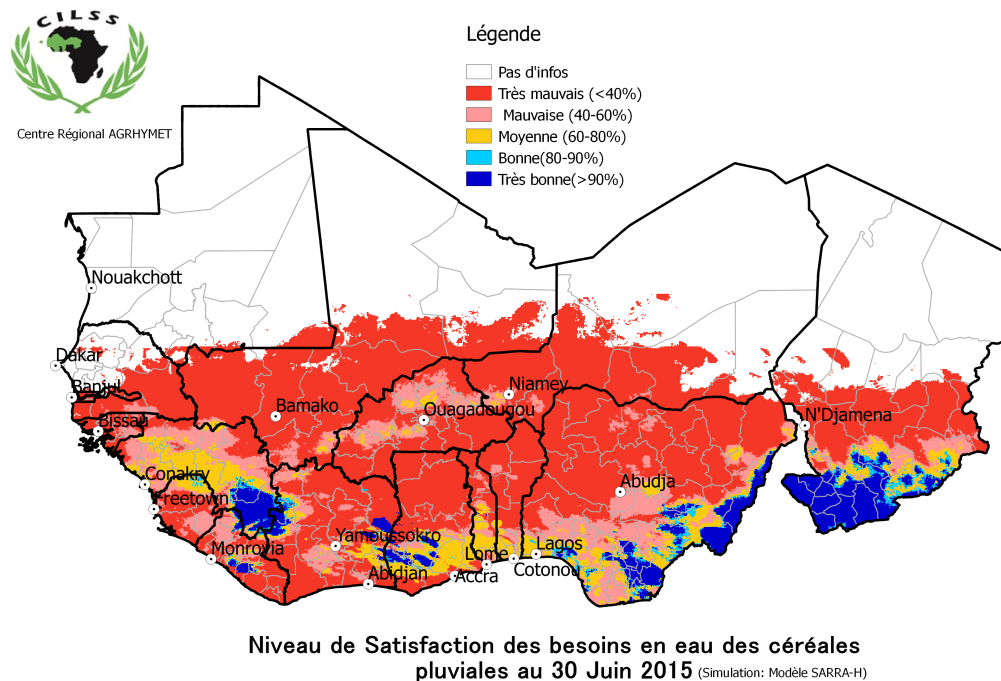 CILSS
Centre Régional AGRHYMET
Légende
Pas d'infos
Très mauvais (<40%)
Mauvaise (40-60%)
Moyenne (60-80%)
Bonne(80-90%)
Très bonne(>90%)
Nouakchott
Dakar
Banjul
Bissau
Bamako
Niamey
Ouagadougou
N'Djamena
Conakry
Freetown
Abudja
Monrovia
Yamoussokro
Lagos
Lome
Cotonou
Accra
Abidjan
Niveau de Satisfaction des besoins en eau des céréales
pluviales au 30 Juin 2015 (Simulation: Modèle SARRA-H)